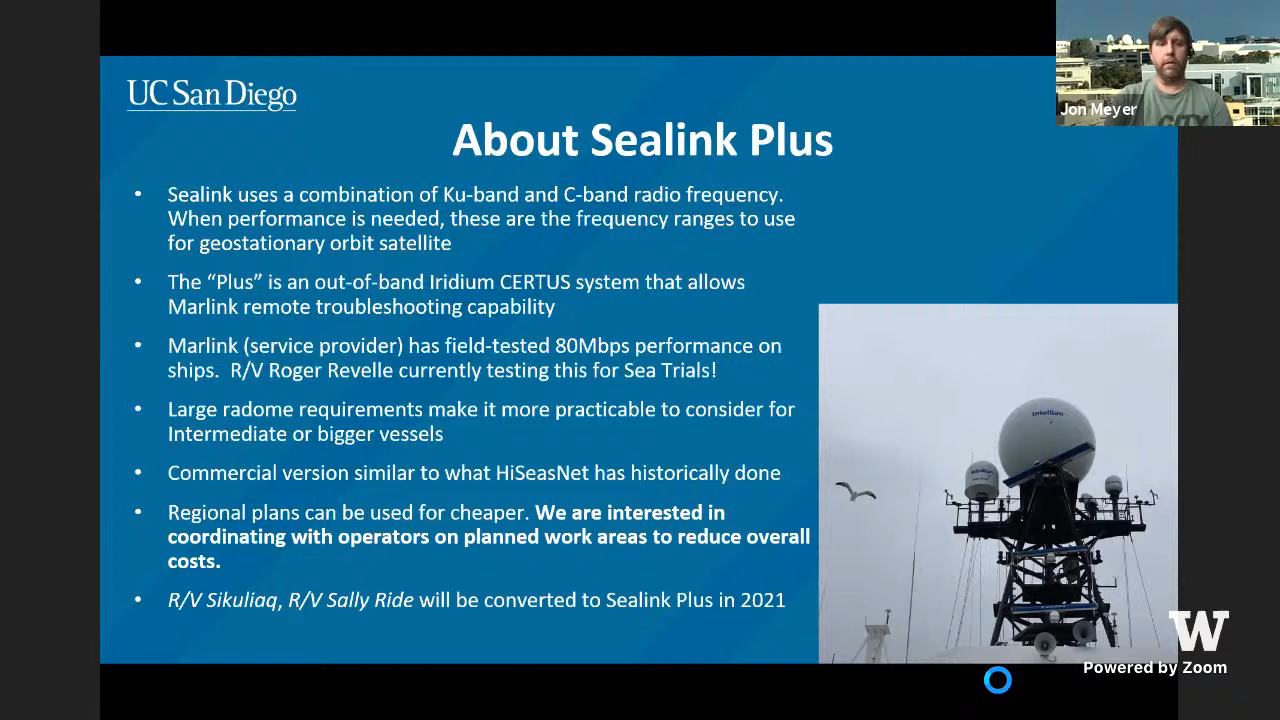 UC San Diego
Jon Meyer
CITY
About Sealink Plus
• Sealink uses a combination of Ku-band and C-band radio frequency.
When performance is needed, these are the frequency ranges to use
for geostationary orbit satellite
• The “Plus” is an out-of-band Iridium CERTUS system that allows
Marlink remote troubleshooting capability
• Marlink (service provider) has field-tested 80Mbps performance on
ships.  R/V Roger Revelle currently testing this for Sea Trials!
• Large radome requirements make it more practicable to consider for
Intermediate or bigger vessels
• Commercial version similar to what HiSeasNet has historically done
• Regional plans can be used for cheaper. We are interested in
coordinating with operators on planned work areas to reduce overall
costs.
• R/V Sikuliaq, R/V Sally Ride will be converted to Sealink Plus in 2021
Intellian
W
Powered by Zoom